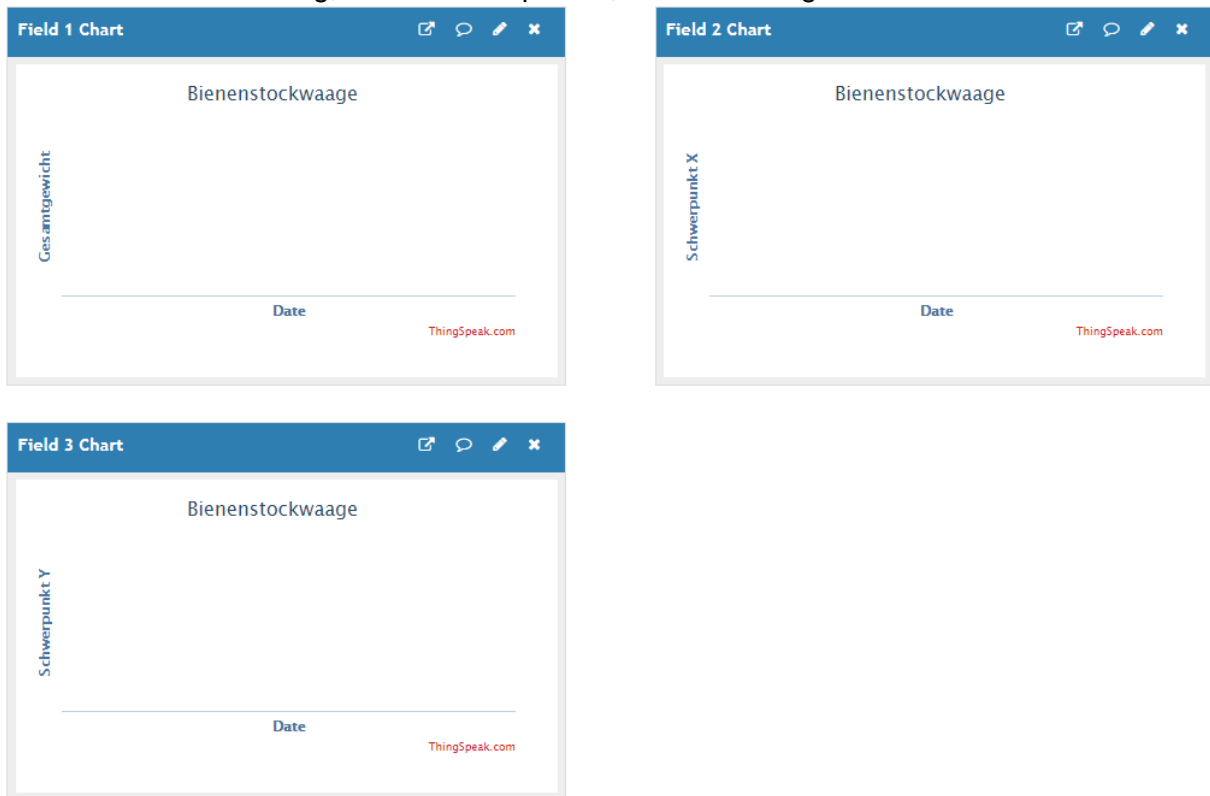 Field 1 Chart
Bienenstockwaage
Gesamtgewicht
Date
ThingSpeak.com
Field 2 Chart
Bienenstockwaage
Schwerpunkt X
Date
ThingSpeak.com
Field 3 Chart
Bienenstockwaage
Schwerpunkt Y
Date
ThingSpeak.com